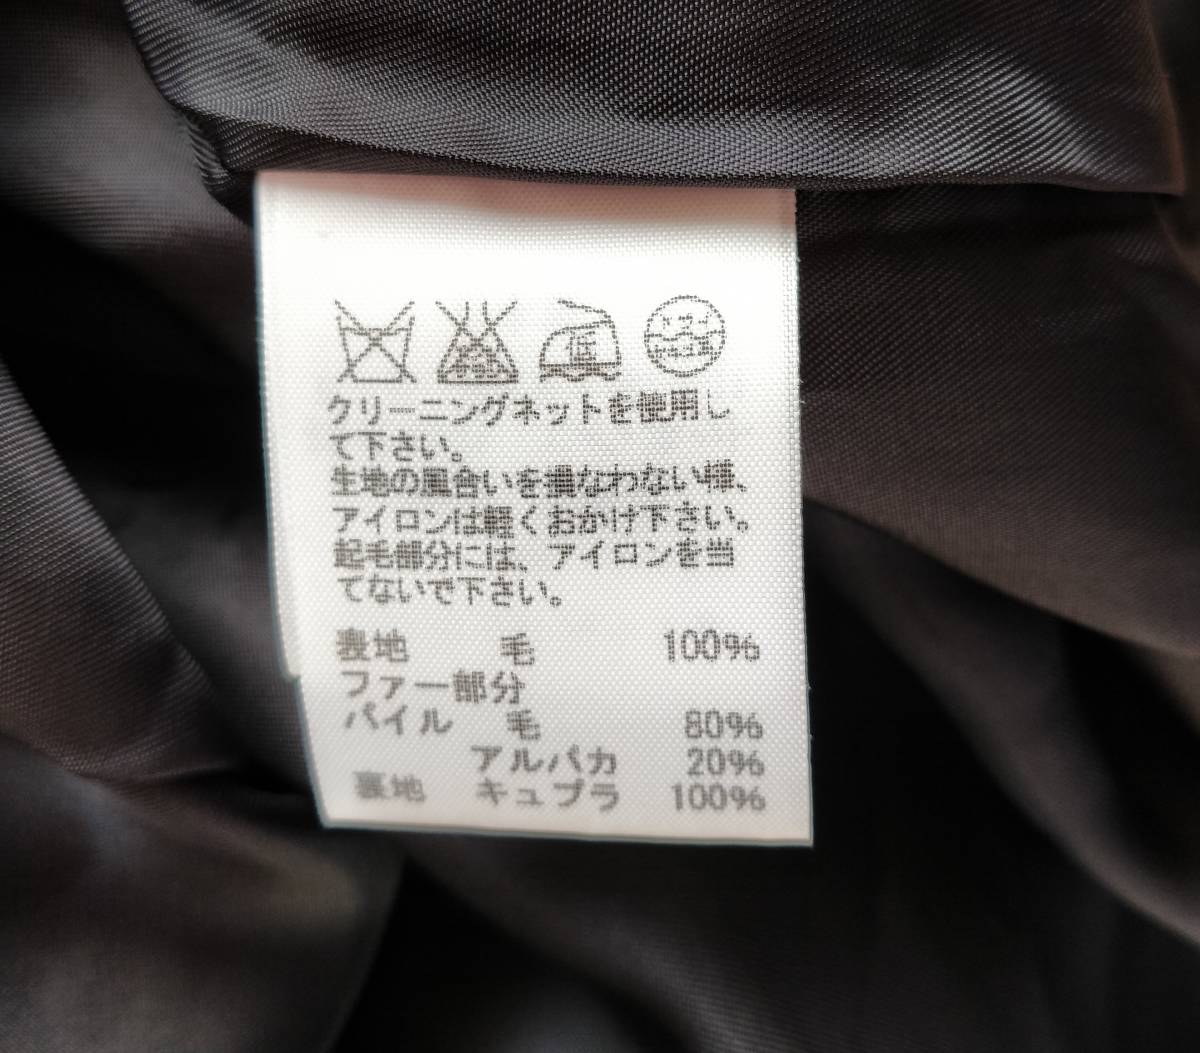 低
クリーニングネットを使用し
て下さい。
生地の風合いを損なわない様、
アイロンは軽くおかけ下さい。
起毛部分には、アイロンを当
てないで下さい。
表地 毛 100%
ファー部分
パイル 毛 80%
アルパカ 20%
裏地 キュプラ 100%